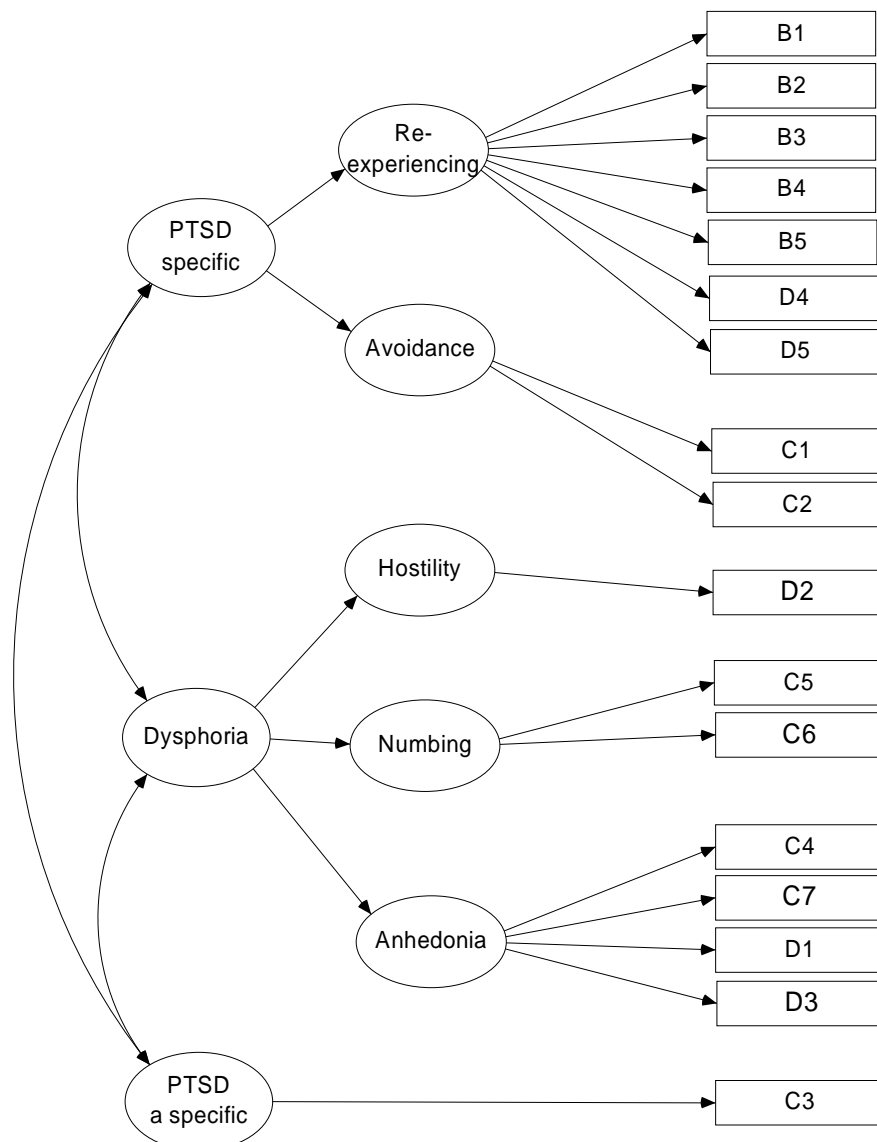 B1
B2
Re-
experiencing
B3
B4
PTSD
specific
B5
D4
Avoidance
D5
C1
C2
Hostility
D2
C5
Dysphoria
Numbing
C6
C4
C7
Anhedonia
D1
D3
PTSD
a specific
C3